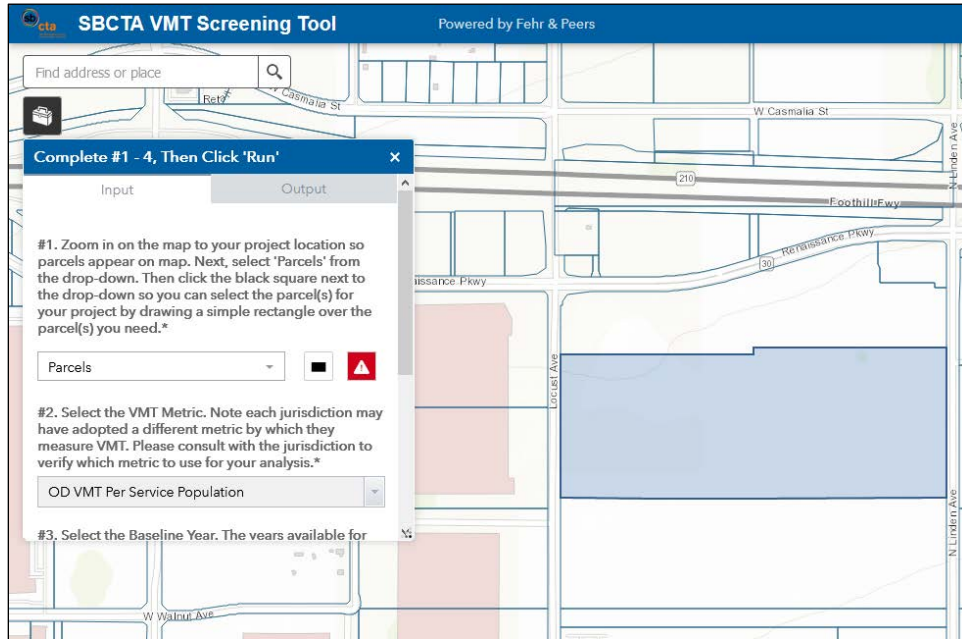 cta
SBCTA VMT Screening Tool
Powered by Fehr & Peers
Find address or place
W Casmalia St
W Casmalia St
N Linden Ave
Complete #1 - 4, Then Click 'Run'
×
Input
Output
210
Foothill Fwy
#1. Zoom in on the map to your project location so
parcels appear on map. Next, select 'Parcels' from
the drop-down. Then click the black square next to
the drop-down so you can select the parcel(s) for
your project by drawing a simple rectangle over the
parcel(s) you need.*
Renaissance Pkwy
30
aissance Pkwy
Parcels
Locust Ave
#2. Select the VMT Metric. Note each jurisdiction may
have adopted a different metric by which they
measure VMT. Please consult with the jurisdiction to
verify which metric to use for your analysis.*
OD VMT Per Service Population
#3. Select the Baseline Year. The years available for
N Linden Ave
W Walnut Ave